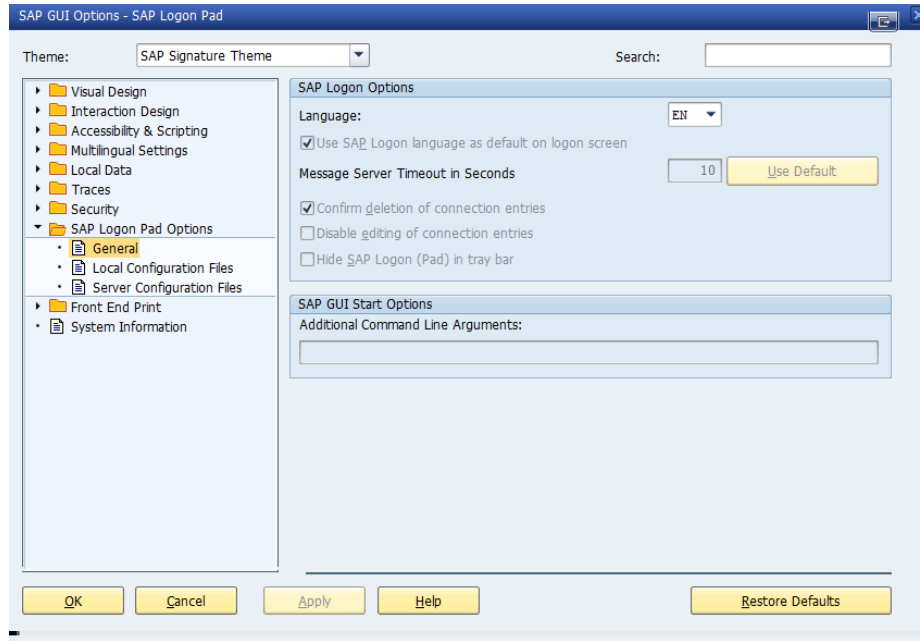 SAP GUI Options - SAP Logon Pad
Theme: SAP Signature Theme Search:
Visual Design
Interaction Design
Accessibility & Scripting
Multilingual Settings
Local Data
Traces
Security
SAP Logon Pad Options
General
Local Configuration Files
Server Configuration Files
Front End Print
System Information
SAP Logon Options
Language: EN
Use SAP Logon language as default on logon screen
Message Server Timeout in Seconds 10 Use Default
Confirm deletion of connection entries
Disable editing of connection entries
Hide SAP Logon (Pad) in tray bar
SAP GUI Start Options
Additional Command Line Arguments:
OK Cancel Apply Help Restore Defaults